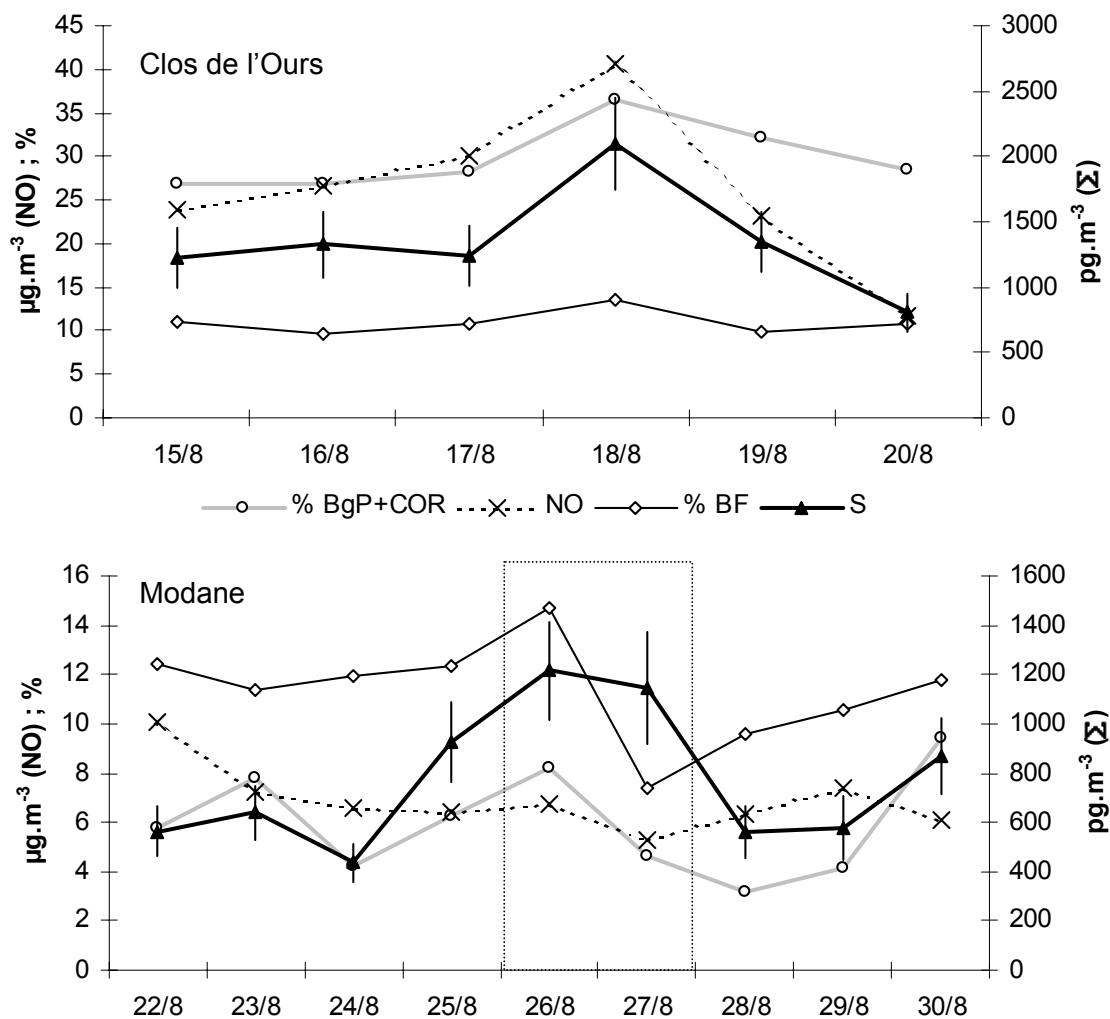 45 3000
40 2500
35
30 2000
25 1500
20
15 1000
10 500
5
0 0
Clos de l'Ours
µg.m-3 (NO) ; %
pg.m-3 (Σ)
15/8 16/8 17/8 18/8 19/8 20/8
% BgP+COR NO % BF S
16 1600
14 1400
12 1200
10 1000
8 800
6 600
4 400
2 200
0 0
Modane
µg.m-3 (NO) ; %
pg.m-3 (Σ)
22/8 23/8 24/8 25/8 26/8 27/8 28/8 29/8 30/8